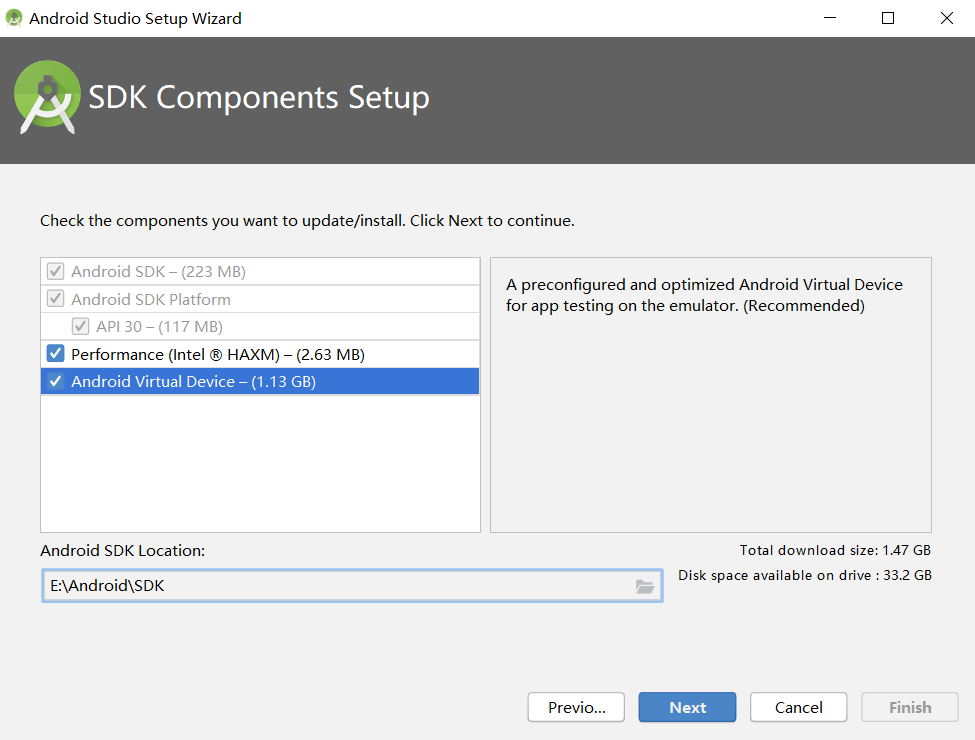 Android Studio Setup Wizard
SDK Components Setup
Check the components you want to update/install. Click Next to continue.
Android SDK – (223 MB)
Android SDK Platform
API 30 – (117 MB)
Performance (Intel ® HAXM) – (2.63 MB)
Android Virtual Device – (1.13 GB)
A preconfigured and optimized Android Virtual Device
for app testing on the emulator. (Recommended)
Android SDK Location:
E:\Android\SDK
Total download size: 1.47 GB
Disk space available on drive : 33.2 GB
Previo...
Next
Cancel
Finish